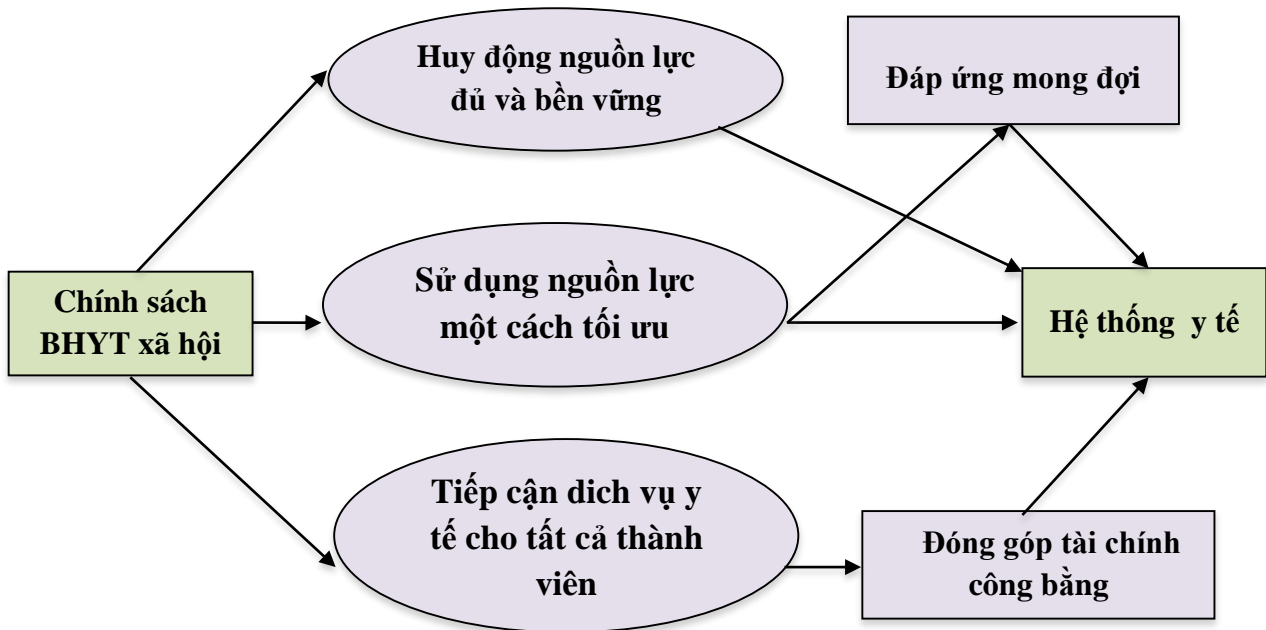 Huy động nguồn lực
đủ và bền vững
Đáp ứng mong đợi
Chính sách
BHYT xã hội
Sử dụng nguồn lực
một cách tối ưu
Hệ thống y tế
Tiếp cận dich vụ y
tế cho tất cả thành
viên
Đóng góp tài chính
công bằng